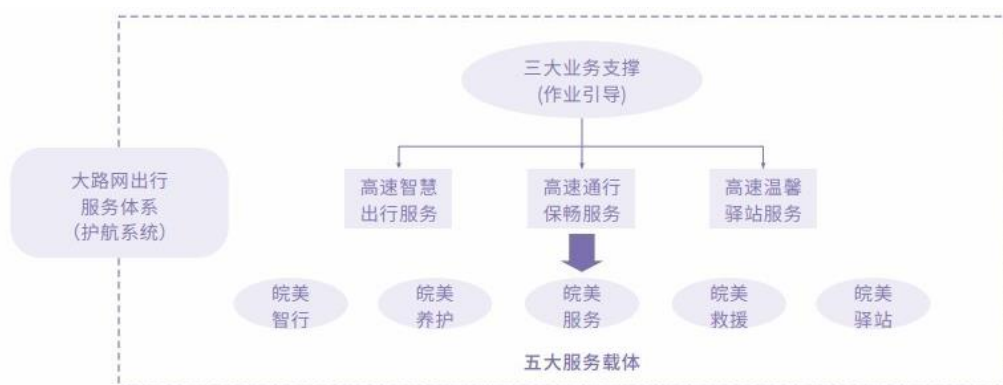 三大业务支撑
(作业引导)
大路网出行
服务体系
（护航系统）
高速智慧
出行服务
高速通行
保畅服务
高速温馨
驿站服务
皖美
智行
皖美
养护
皖美
服务
皖美
救援
皖美
驿站
五大服务载体